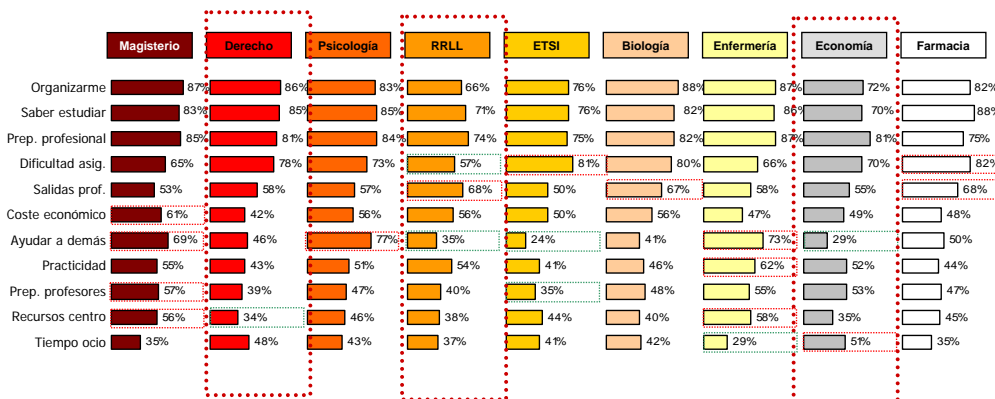 Magisterio Derecho Psicología RRLL ETSI Biología Enfermería Economía Farmacia
Organizarme 87% 86% 83% 66% 76% 88% 87% 72% 82%
Saber estudiar 83% 85% 85% 71% 76% 82% 86% 70% 88%
Prep. profesional 85% 81% 84% 74% 75% 82% 87% 81% 75%
Dificultad asig. 65% 78% 73% 57% 81% 80% 66% 70% 82%
Salidas prof. 53% 58% 57% 68% 50% 67% 58% 55% 68%
Coste económico 61% 42% 56% 56% 50% 56% 47% 49% 48%
Ayudar a demás 69% 46% 77% 35% 24% 41% 73% 29% 50%
Practicidad 55% 43% 51% 54% 41% 46% 62% 52% 44%
Prep. profesores 57% 39% 47% 40% 35% 48% 55% 53% 47%
Recursos centro 56% 34% 46% 38% 44% 40% 58% 35% 45%
Tiempo ocio 35% 48% 43% 37% 41% 42% 29% 51% 35%